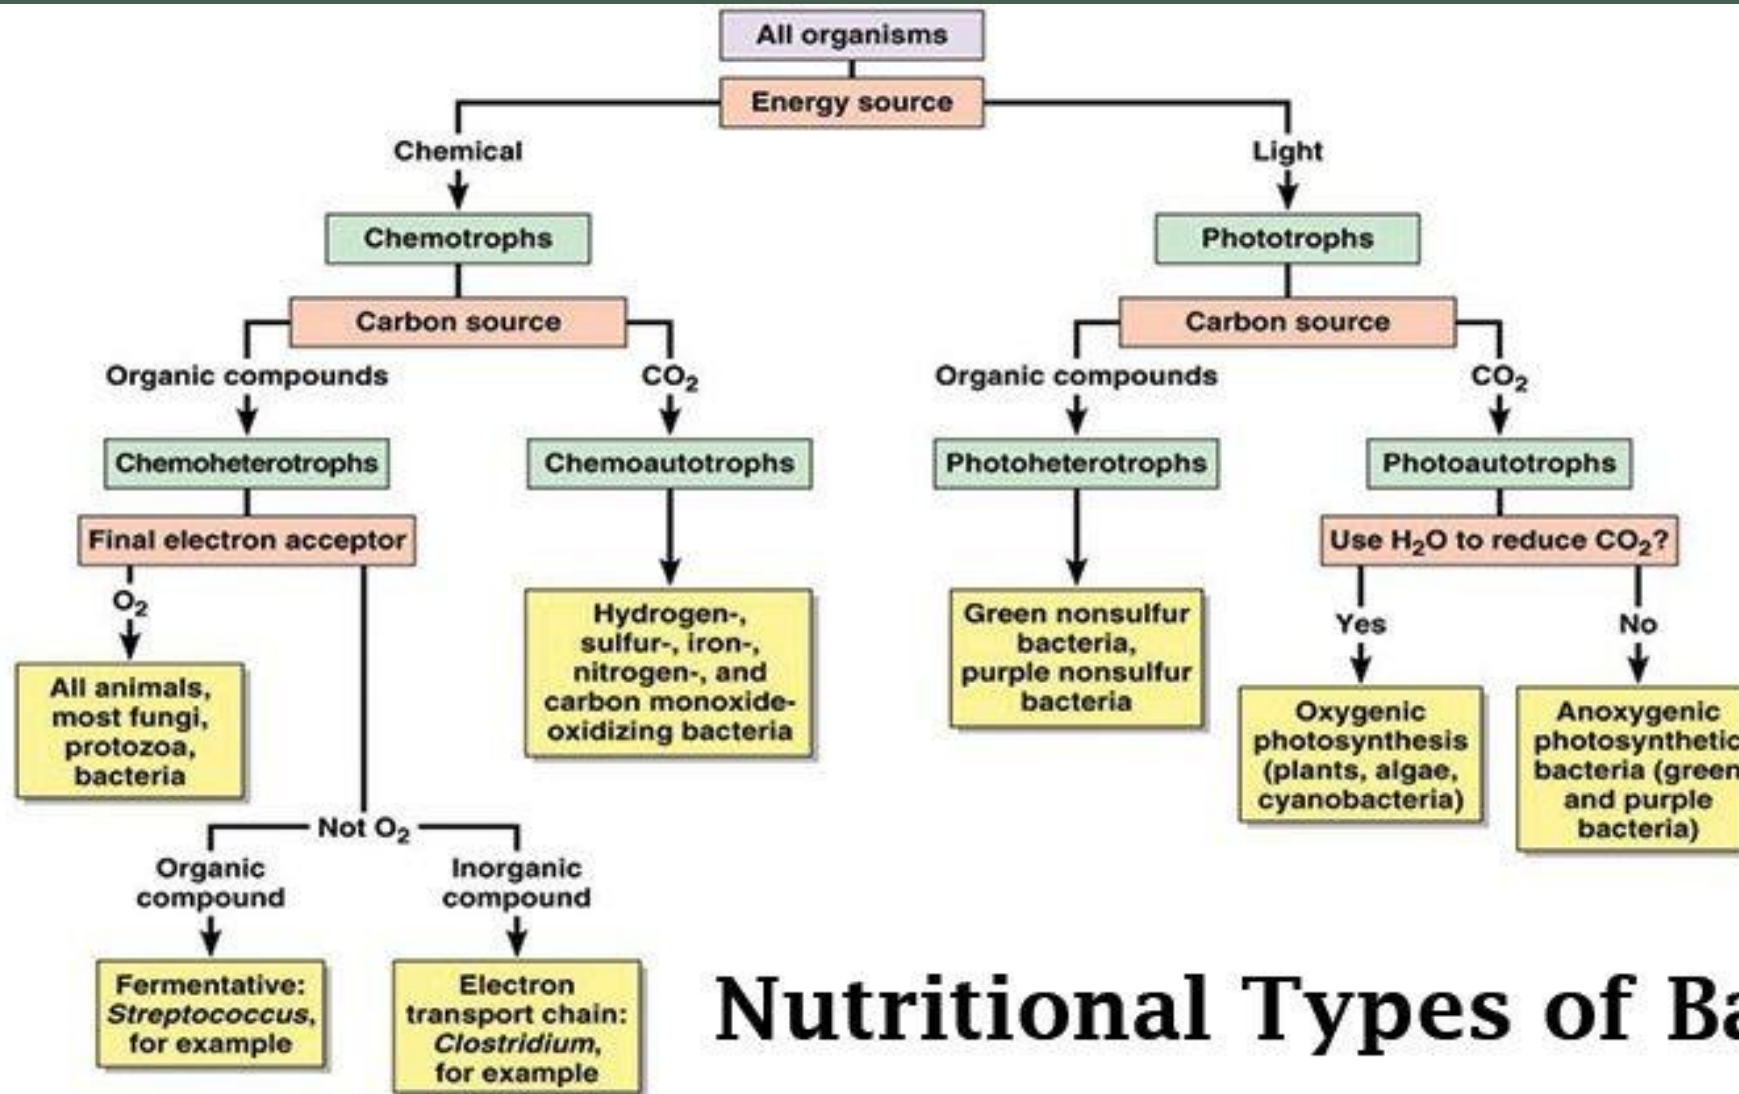 All organisms
Energy source
Chemical
Light
Chemotrophs
Phototrophs
Carbon source
Carbon source
Organic compounds
CO₂
Organic compounds
CO₂
Chemoheterotrophs
Chemoautotrophs
Photoheterotrophs
Photoautotrophs
Final electron acceptor
Use H₂O to reduce CO₂?
O₂
Hydrogen-,
sulfur-, iron-,
nitrogen-, and
carbon monoxide-
oxidizing bacteria
Green nonsulfur
bacteria,
purple nonsulfur
bacteria
Yes
No
All animals,
most fungi,
protozoa,
bacteria
Oxygenic
photosynthesis
(plants, algae,
cyanobacteria)
Anoxygenic
photosynthetic
bacteria (green
and purple
bacteria)
Not O₂
Organic
compound
Inorganic
compound
Fermentative:
Streptococcus,
for example
Electron
transport chain:
Clostridium,
for example
Nutritional Types of